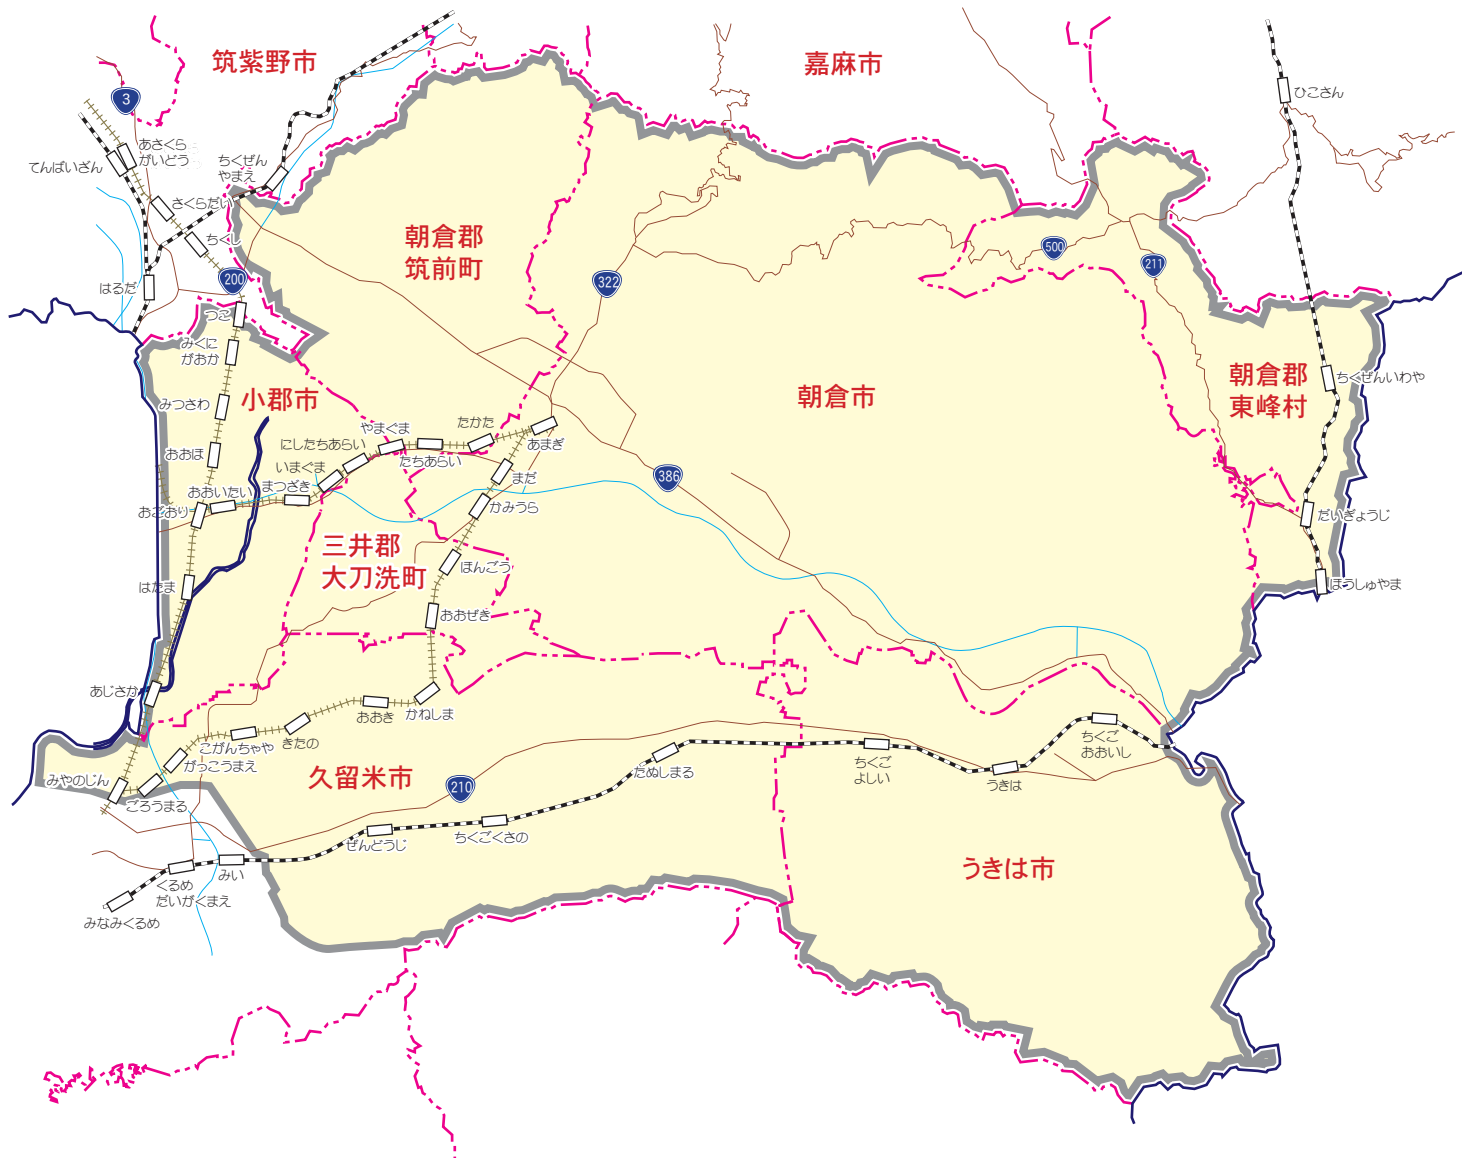 筑紫野市
嘉麻市
ひこさん
3
あさくら
がいどう
てんぱいざん
ちくぜん
やまえ
さくらだい
ちくし
朝倉郡
筑前町
500
211
200
322
はるだ
つこ
みくに
がおか
朝倉郡
東峰村
ちくぜんいわや
小郡市
朝倉市
みつさわ
やまぐま
たかた
にしたちあらい
たちあらい
あまぎ
おおほ
いまぐま
まだ
386
おおいたい
まつざき
かみうら
おごおり
だいぎょうじ
三井郡
大刀洗町
ほんごう
はたま
ほうしゅやま
おおぜき
あじさか
おおき
かねしま
きたの
こがんちゃや
がっこうまえ
ちくご
おおいし
ちくご
よしい
たぬしまる
うきは
みやのじん
久留米市
210
ごろうまる
ぜんどうじ
ちくごくさの
うきは市
みい
くるめ
だいがくまえ
みなみくるめ